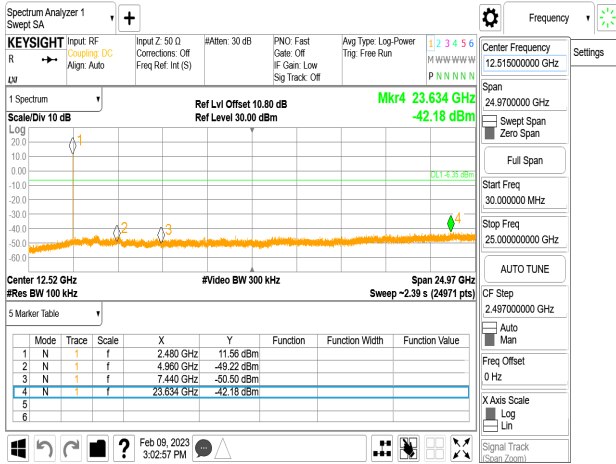 Spectrum Analyzer 1
Swept SA
Frequency
Settings
KEYSIGHT
R
LXI
Input: RF
Coupling: DC
Align: Auto
Input Z: 50 Ω
Corrections: Off
Freq Ref: Int (S)
#Atten: 30 dB
PNO: Fast
Gate: Off
IF Gain: Low
Sig Track: Off
Avg Type: Log-Power
Trig: Free Run
1 2 3 4 5 6
M W W W W W
P N N N N N
1 Spectrum
Scale/Div 10 dB
Ref Lvl Offset 10.80 dB
Ref Level 30.00 dBm
Mkr4 23.634 GHz
-42.18 dBm
Log
20.0
10.0
0.00
-10.0
-20.0
-30.0
-40.0
-50.0
-60.0
1
2
3
4
DL1 -6.35 dBm
Center 12.52 GHz
#Res BW 100 kHz
#Video BW 300 kHz
Span 24.97 GHz
Sweep ~2.39 s (24971 pts)
5 Marker Table
Mode Trace Scale X Y Function Function Width Function Value
1 N 1 f 2.480 GHz 11.56 dBm
2 N 1 f 4.960 GHz -49.22 dBm
3 N 1 f 7.440 GHz -50.50 dBm
4 N 1 f 23.634 GHz -42.18 dBm
5
6
?
Feb 09, 2023
3:02:57 PM
Center Frequency
12.515000000 GHz
Span
24.9700000 GHz
Swept Span
Zero Span
Full Span
Start Freq
30.000000 MHz
Stop Freq
25.000000000 GHz
AUTO TUNE
CF Step
2.497000000 GHz
Auto
Man
Freq Offset
0 Hz
X Axis Scale
Log
Lin
Signal Track
(Span Zoom)